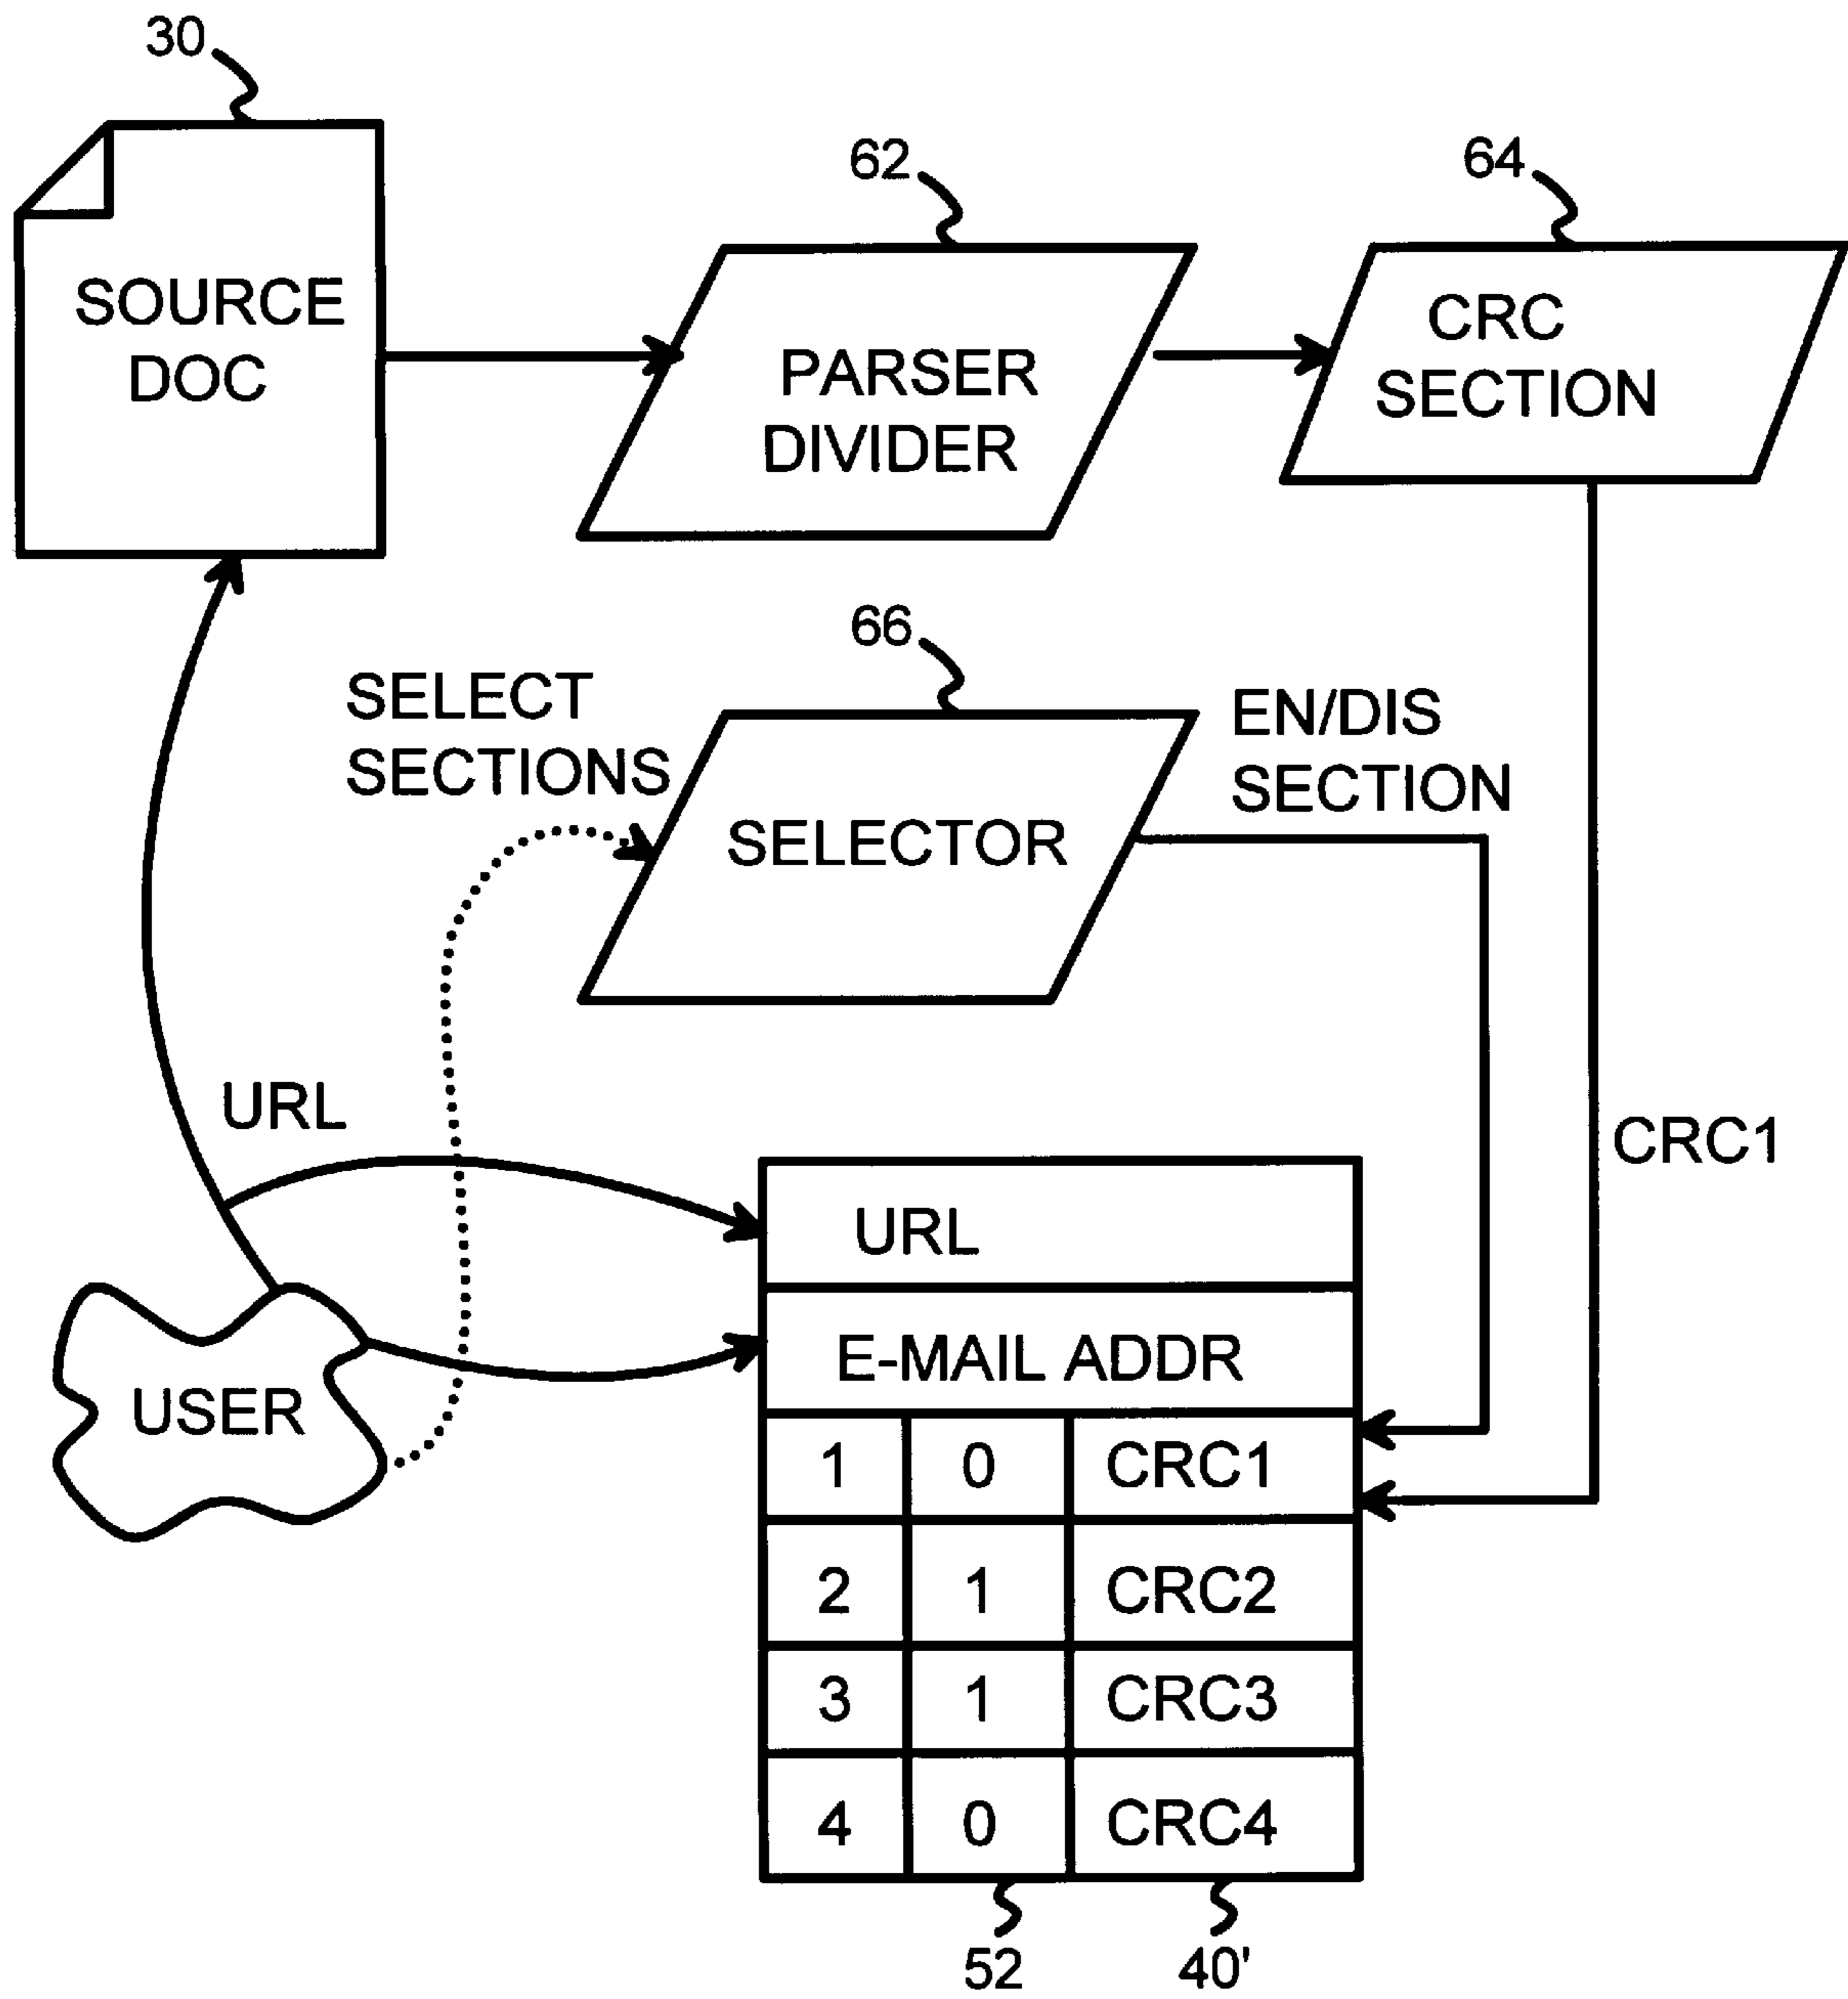 30
62
64
SOURCE
DOC
PARSER
DIVIDER
CRC
SECTION
66
SELECT
SECTIONS
EN/DIS
SECTION
SELECTOR
URL
CRC1
URL
E-MAIL ADDR
USER
1 0 CRC1
2 1 CRC2
3 1 CRC3
4 0 CRC4
52 40'